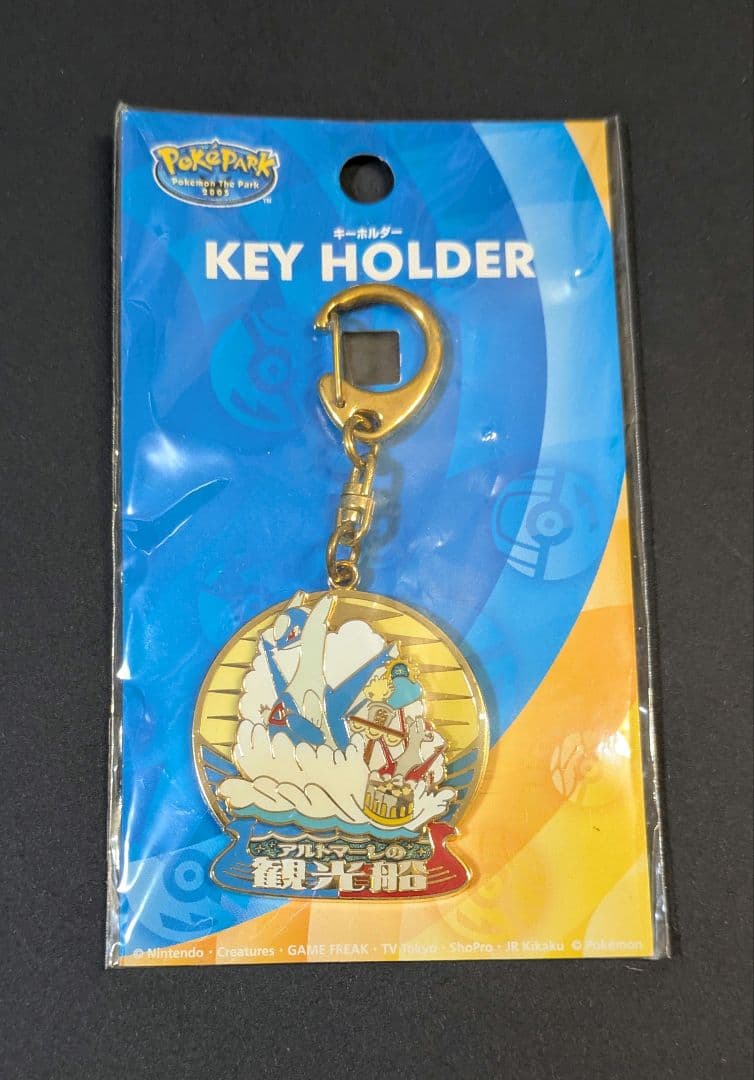 POKÉPARK
Pokémon The Park
2005
TM
キーホルダー
KEY HOLDER
アルトマーレの
観光船
© Nintendo・Creatures・GAME FREAK・TV Tokyo・ShoPro・JR Kikaku © Pokémon